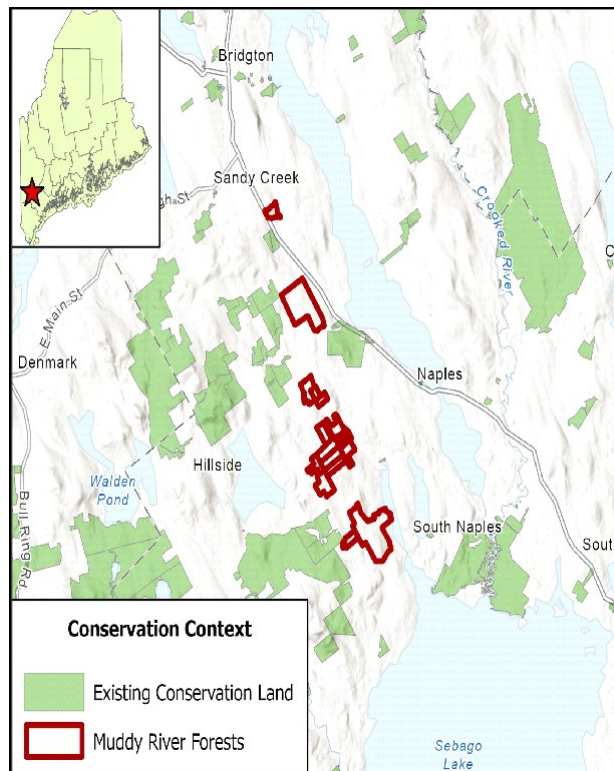 Bridgton
Sandy Creek
gh St
E Main St
Denmark
Crooked River
C
Naples
Hillside
Walden
Pond
Bull Ring Rd
South Naples
Sout
Conservation Context
Existing Conservation Land
Muddy River Forests
Sebago
Lake